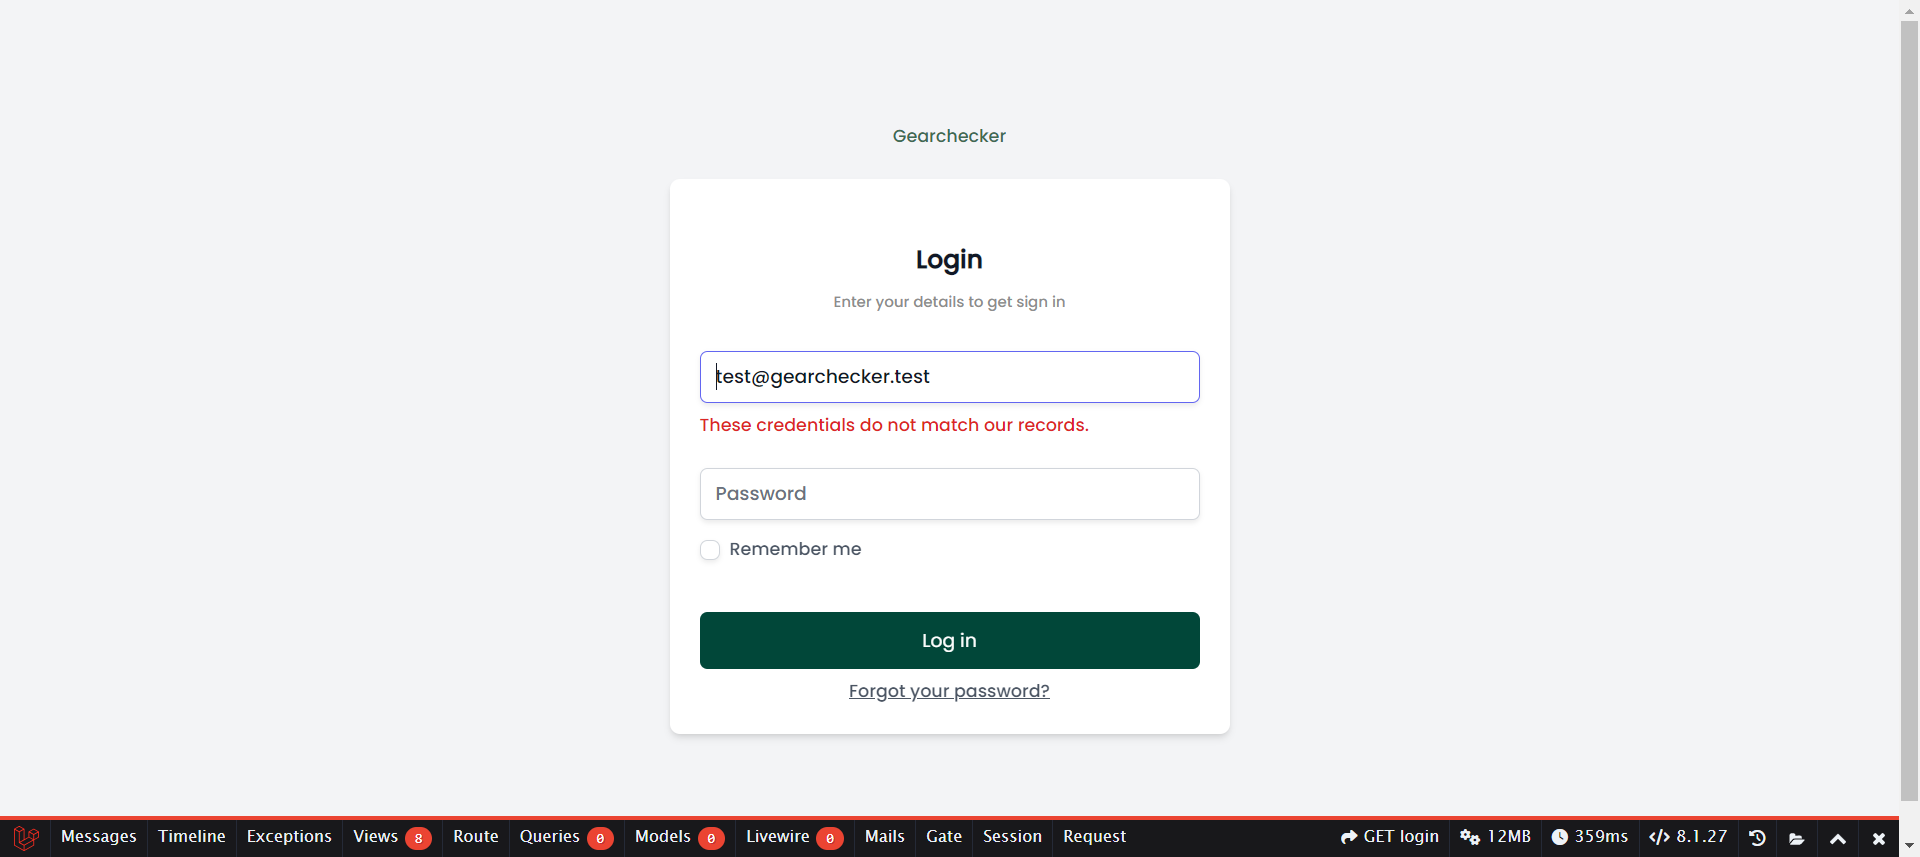 Gearchecker
Login
Enter your details to get sign in
test@gearchecker.test
These credentials do not match our records.
Password
Remember me
Log in
Forgot your password?
Messages Timeline Exceptions Views 8 Route Queries 0 Models 0 Livewire 0 Mails Gate Session Request GET login 12MB 359ms 8.1.27